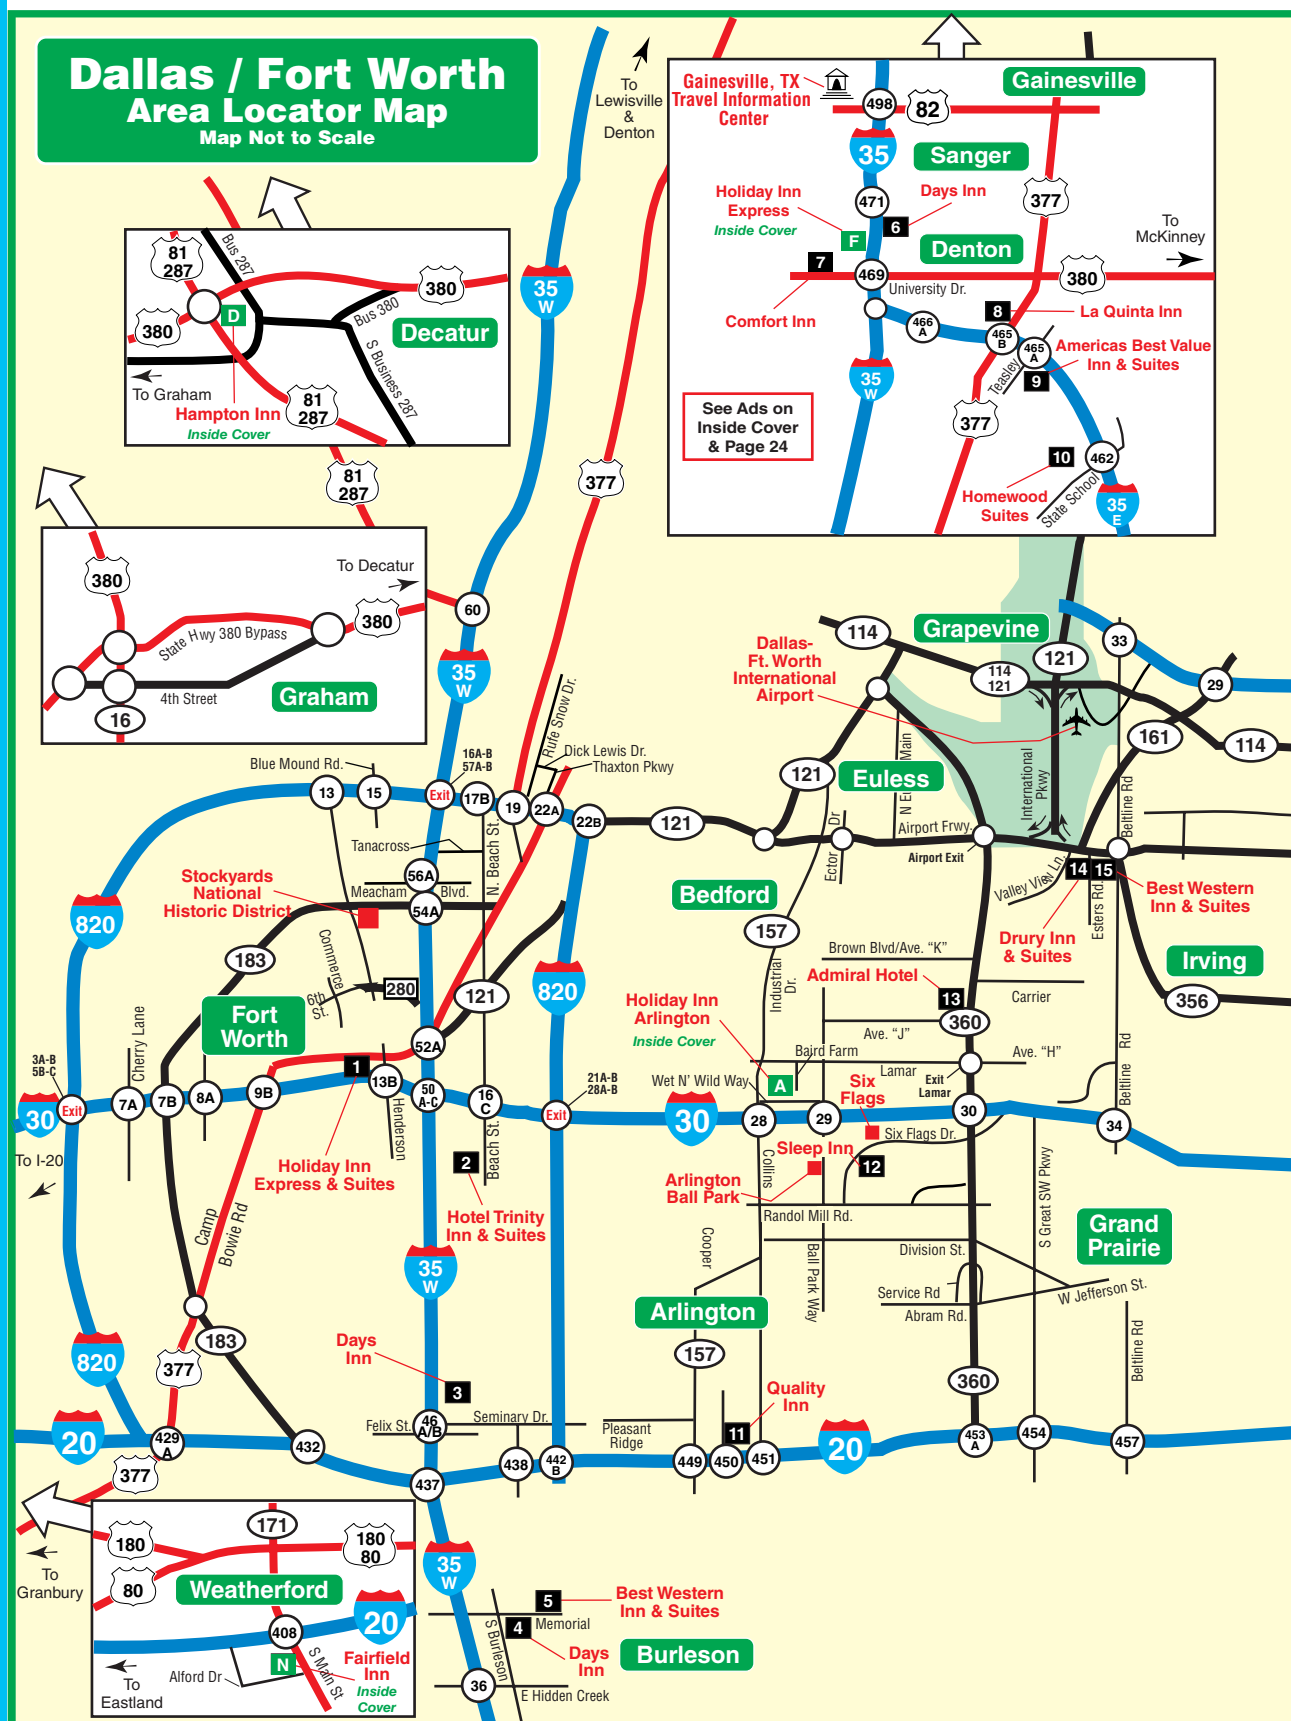 Dallas / Fort Worth
Area Locator Map
Map Not to Scale
To
Lewisville
&
Denton
Gainesville, TX
Travel Information
Center
498
82
Gainesville
35
Sanger
471
Holiday Inn
Express
Inside Cover
Days Inn
F
6
377
Denton
To
McKinney
7
469
380
University Dr.
Comfort Inn
8
La Quinta Inn
466
A
465
B
465
A
Americas Best Value
Inn & Suites
Teasley
9
35
W
377
See Ads on
Inside Cover
& Page 24
10
462
Homewood
Suites
State School
35
E
81
287
Bus 287
380
380
D
Bus 380
Decatur
S Business 287
To Graham
Hampton Inn
Inside Cover
81
287
35
W
81
287
377
To Decatur
380
380
State Hwy 380 Bypass
4th Street
16
Graham
60
35
W
Rufe Snow Dr.
Dick Lewis Dr.
Thaxton Pkwy
Blue Mound Rd.
16A-B
57A-B
13
15
Exit
17B
19
22A
22B
121
Tanacross
N. Beach St.
56A
Meacham
Blvd.
54A
Stockyards
National
Historic District
820
183
Commerce
6th
St.
280
121
820
Fort
Worth
52A
Cherry Lane
3A-B
5B-C
30
Exit
7A
7B
8A
9B
1
13B
50
A-C
16
C
21A-B
28A-B
Exit
Henderson
Beach St.
To I-20
Holiday Inn
Express & Suites
2
Hotel Trinity
Inn & Suites
Camp
Bowie Rd
35
W
183
377
820
Days
Inn
3
20
429
A
432
Felix St.
46
A/B
Seminary Dr.
437
438
442
B
377
To
Granbury
171
180
180
80
80
Weatherford
20
408
N
Fairfield
Inn
Inside
Cover
S Main St
Alford Dr
To
Eastland
35
W
5
Best Western
Inn & Suites
Memorial
4
Days
Inn
Burleson
S Burleson
36
E Hidden Creek
114
Grapevine
33
121
Dallas-
Ft. Worth
International
Airport
114
121
29
161
114
International
Pkwy
121
Euless
Airport Frwy.
Airport Exit
Ector Dr
Beltline Rd
Valley View Ln.
14
15
Esters Rd.
Best Western
Inn & Suites
Drury Inn
& Suites
Irving
356
Bedford
157
Industrial
Dr.
Brown Blvd/Ave. “K”
Admiral Hotel
13
Carrier
360
Ave. “J”
Holiday Inn
Arlington
Inside Cover
Baird Farm
Lamar
Ave. “H”
Exit
Lamar
Wet N’ Wild Way
A
Six
Flags
30
28
29
30
34
Beltline Rd
Six Flags Dr.
Sleep Inn
12
Arlington
Ball Park
Collins
Randol Mill Rd.
S Great SW Pkwy
Grand
Prairie
Cooper
Ball Park Way
Division St.
Service Rd
Abram Rd.
W Jefferson St.
Arlington
157
Beltline Rd
360
Quality
Inn
Pleasant
Ridge
11
449
450
451
20
453
A
454
457